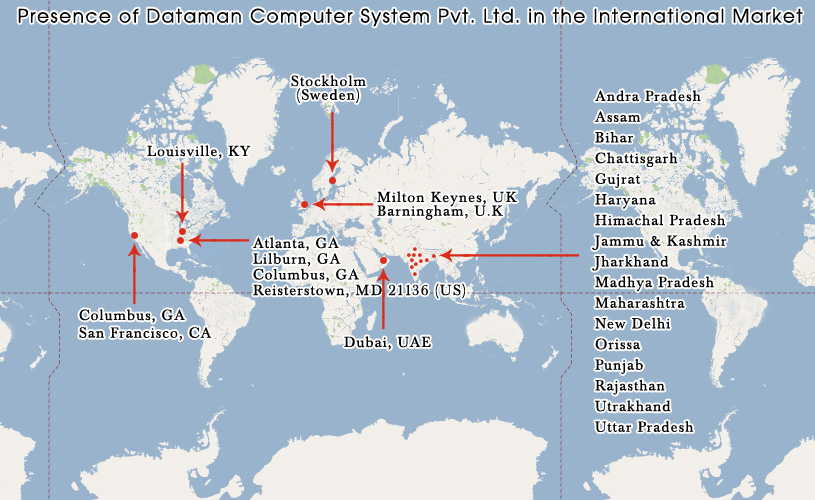 Presence of Dataman Computer System Pvt. Ltd. in the International Market
Stockholm
(Sweden)
Louisville, KY
Milton Keynes, UK
Barningham, U.K
Atlanta, GA
Lilburn, GA
Columbus, GA
Reisterstown, MD 21136 (US)
Columbus, GA
San Francisco, CA
Dubai, UAE
Andra Pradesh
Assam
Bihar
Chattisgarh
Gujrat
Haryana
Himachal Pradesh
Jammu & Kashmir
Jharkhand
Madhya Pradesh
Maharashtra
New Delhi
Orissa
Punjab
Rajasthan
Utrakhand
Uttar Pradesh